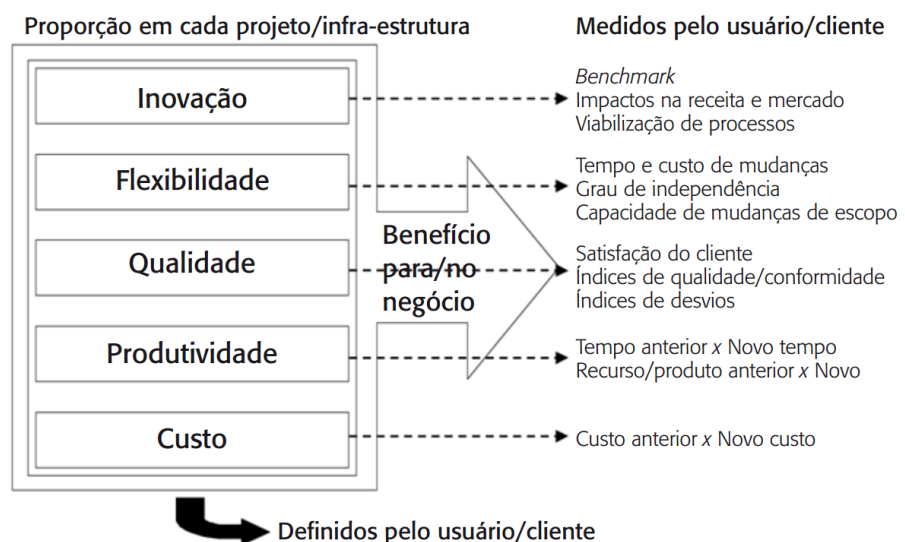 Proporção em cada projeto/infra-estrutura
Medidos pelo usuário/cliente
Inovação
Benchmark
Impactos na receita e mercado
Viabilização de processos
Flexibilidade
Tempo e custo de mudanças
Grau de independência
Capacidade de mudanças de escopo
Qualidade
Benefício
para/no
negócio
Satisfação do cliente
Índices de qualidade/conformidade
Índices de desvios
Produtividade
Tempo anterior x Novo tempo
Recurso/produto anterior x Novo
Custo
Custo anterior x Novo custo
Definidos pelo usuário/cliente